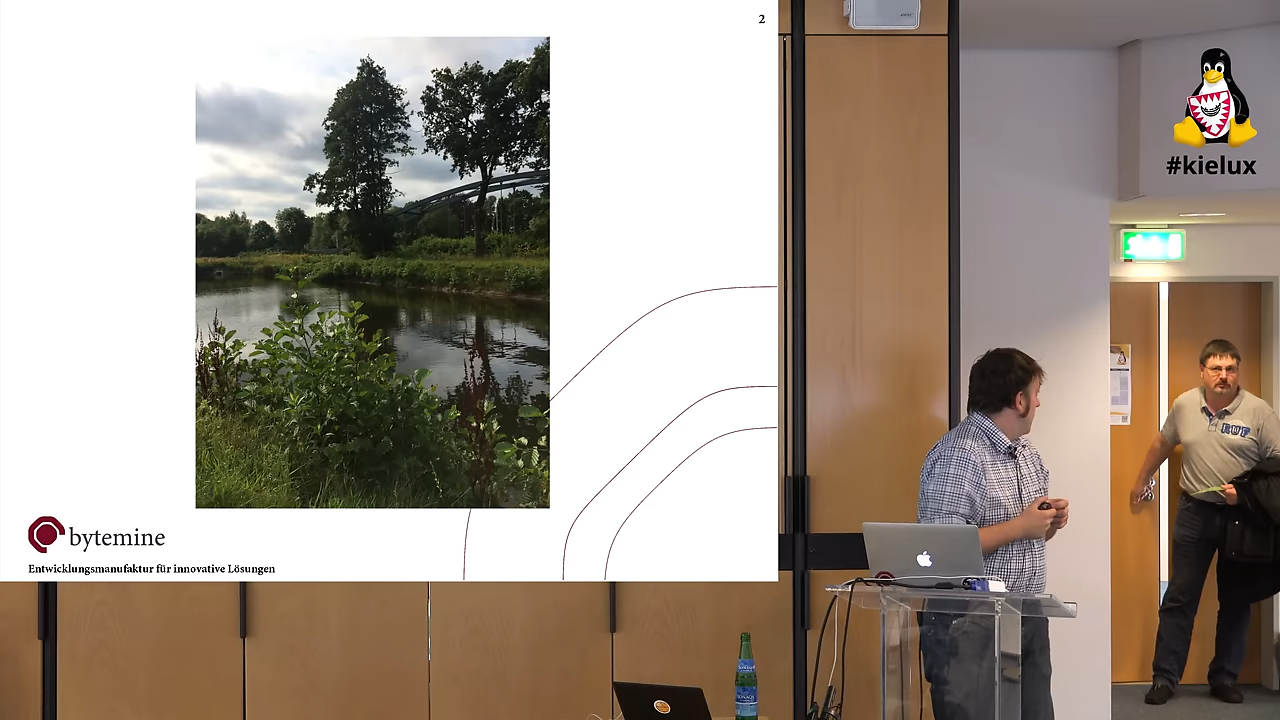 2
#kielux
RUF
bytemine
Entwicklungsmanufaktur für innovative Lösungen